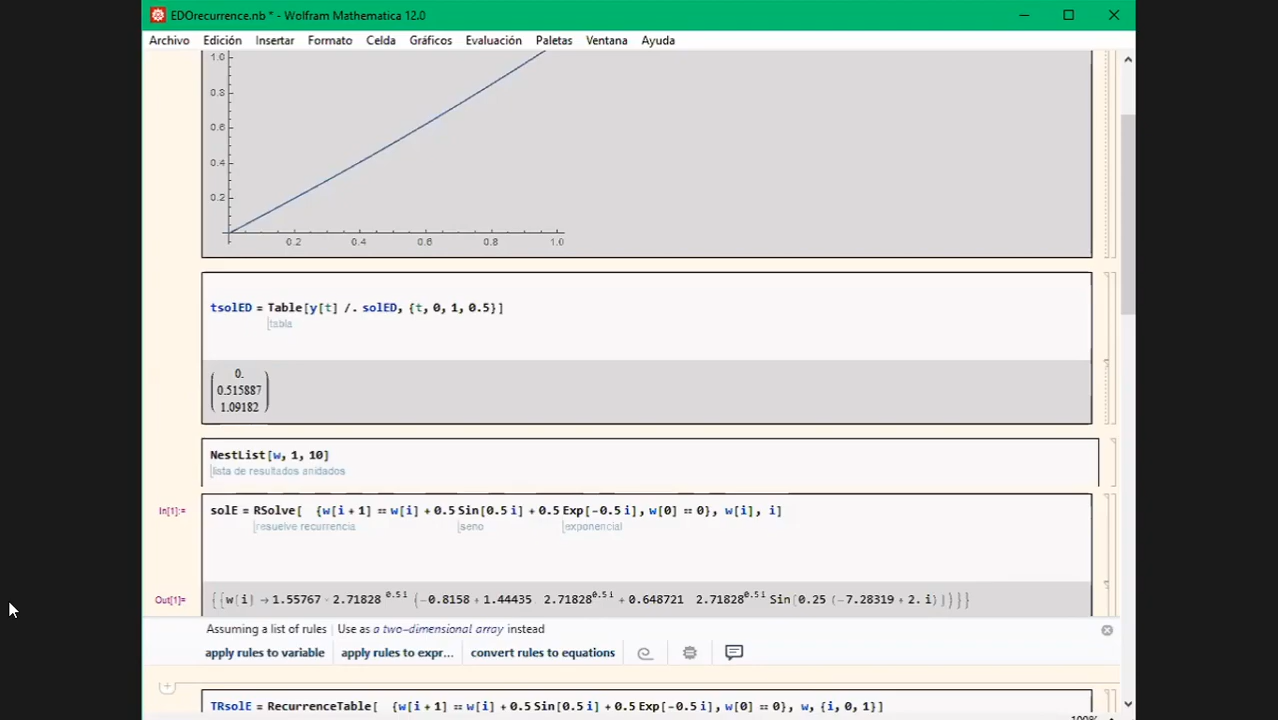 EDOrecurrence.nb * - Wolfram Mathematica 12.0
Archivo Edición Insertar Formato Celda Gráficos Evaluación Paletas Ventana Ayuda
1.0
0.8
0.6
0.4
0.2
0.2 0.4 0.6 0.8 1.0
tsolED = Table[y[t] /. solED, {t, 0, 1, 0.5}]
tabla
0.
0.515887
1.09182
NestList[w, 1, 10]
lista de resultados anidados
In[1]:= solE = RSolve[ {w[i + 1] == w[i] + 0.5 Sin[0.5 i] + 0.5 Exp[-0.5 i], w[0] == 0}, w[i], i]
resuelve recurrencia seno exponencial
Out[1]= {{w[i] → 1.55767 × 2.71828^-0.5 i (-0.8158 + 1.44435 2.71828^0.5 i + 0.648721 2.71828^0.5 i Sin[0.25 (-7.28319 + 2. i)])}}
Assuming a list of rules | Use as a two-dimensional array instead
apply rules to variable apply rules to expr... convert rules to equations
TRsolE = RecurrenceTable[ {w[i + 1] == w[i] + 0.5 Sin[0.5 i] + 0.5 Exp[-0.5 i], w[0] == 0}, w, {i, 0, 1}]
100%